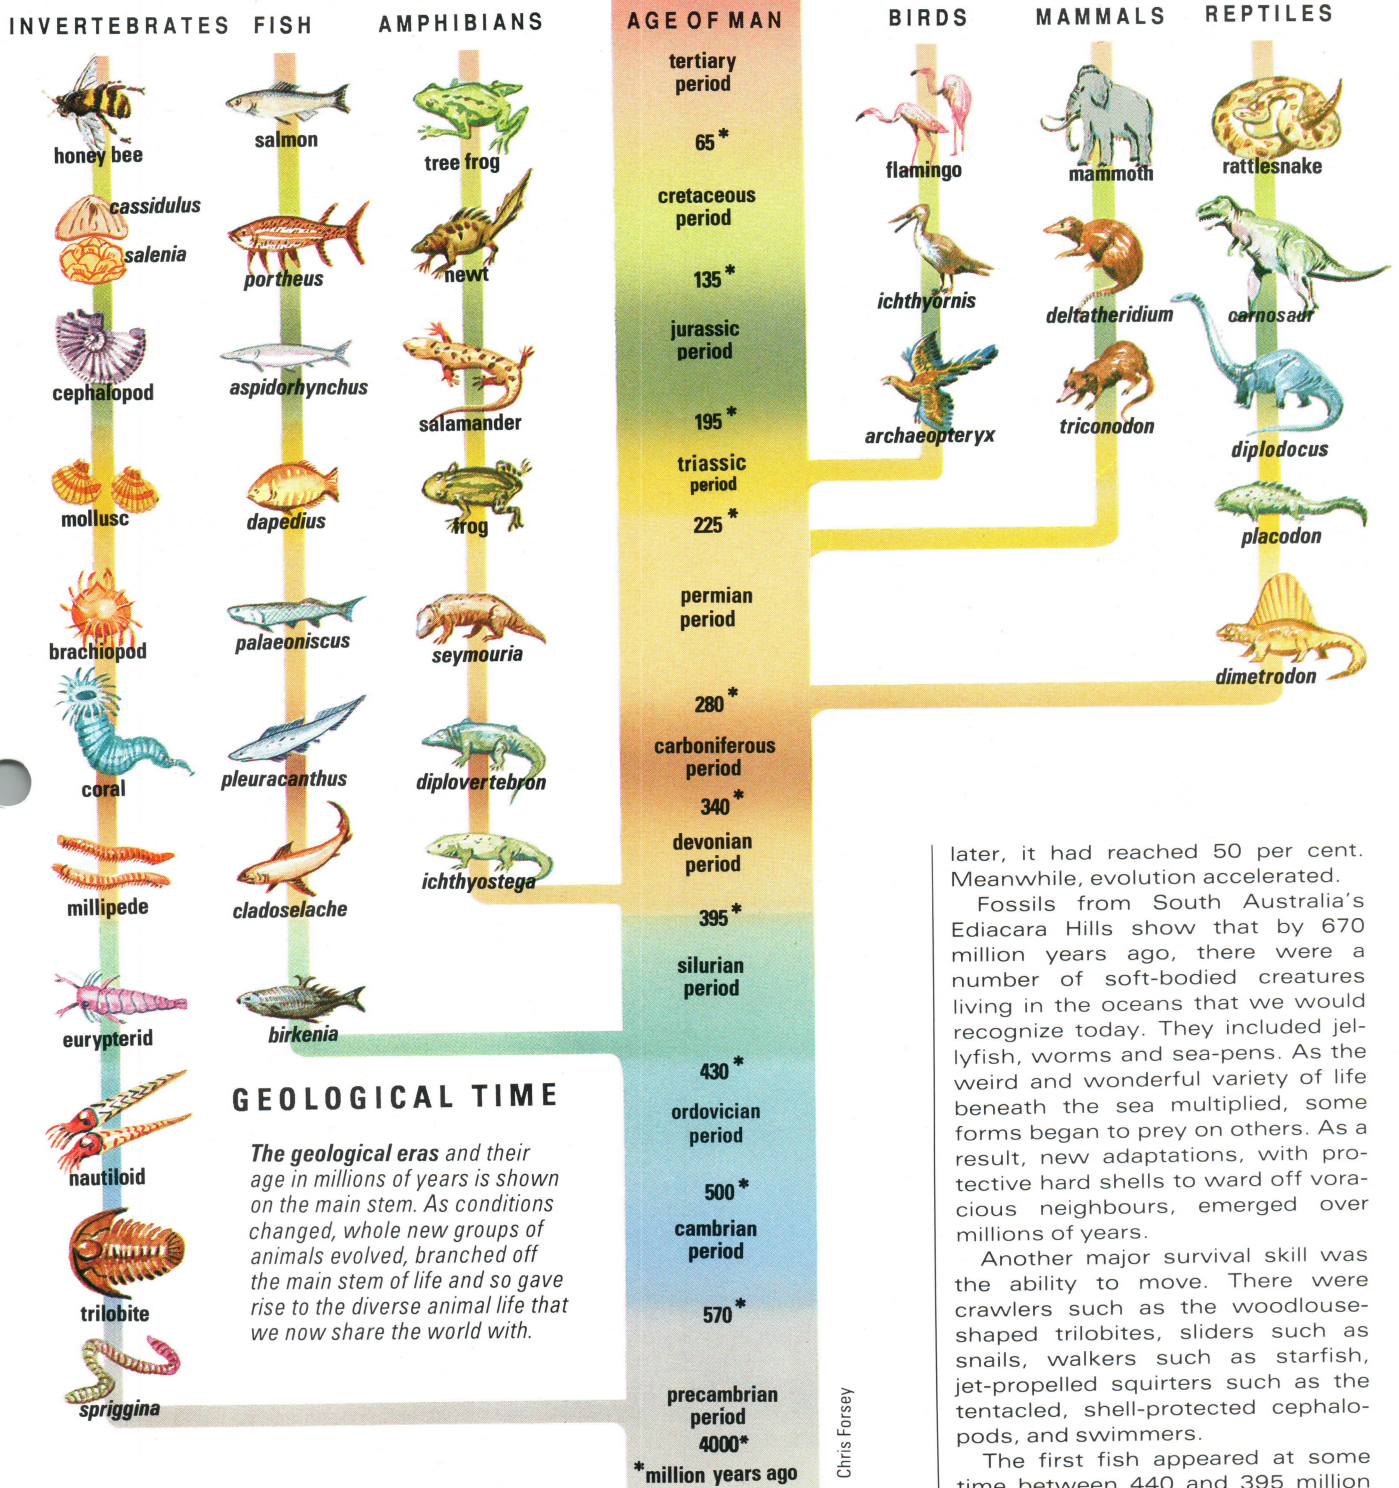 INVERTEBRATES
FISH
AMPHIBIANS
AGE OF MAN
BIRDS
MAMMALS
REPTILES
honey bee
cassidulus
salenia
cephalopod
mollusc
brachiopod
coral
millipede
eurypterid
nautiloid
trilobite
spriggina
salmon
portheus
aspidorhynchus
dapedius
palaeoniscus
pleuracanthus
cladoselache
birkenia
tree frog
newt
salamander
frog
seymouria
diplovertebron
ichthyostega
tertiary
period
65*
cretaceous
period
135*
jurassic
period
195*
triassic
period
225*
permian
period
280*
carboniferous
period
340*
devonian
period
395*
silurian
period
430*
ordovician
period
500*
cambrian
period
570*
precambrian
period
4000*
*million years ago
flamingo
ichthyornis
archaeopteryx
mammoth
deltatheridium
triconodon
rattlesnake
carnosaur
diplodocus
placodon
dimetrodon
GEOLOGICAL TIME
The geological eras and their
age in millions of years is shown
on the main stem. As conditions
changed, whole new groups of
animals evolved, branched off
the main stem of life and so gave
rise to the diverse animal life that
we now share the world with.
Chris Forsey
later, it had reached 50 per cent.
Meanwhile, evolution accelerated.
Fossils from South Australia's
Ediacara Hills show that by 670
million years ago, there were a
number of soft-bodied creatures
living in the oceans that we would
recognize today. They included jel-
lyfish, worms and sea-pens. As the
weird and wonderful variety of life
beneath the sea multiplied, some
forms began to prey on others. As a
result, new adaptations, with pro-
tective hard shells to ward off vora-
cious neighbours, emerged over
millions of years.
Another major survival skill was
the ability to move. There were
crawlers such as the woodlouse-
shaped trilobites, sliders such as
snails, walkers such as starfish,
jet-propelled squirters such as the
tentacled, shell-protected cephalo-
pods, and swimmers.
The first fish appeared at some
time between 440 and 395 million